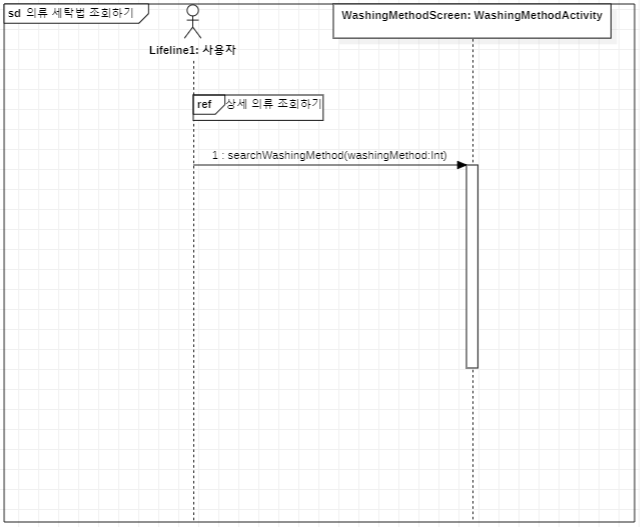 sd 의류 세탁법 조회하기
WashingMethodScreen: WashingMethodActivity
Lifeline1: 사용자
ref 상세 의류 조회하기
1 : searchWashingMethod(washingMethod:Int)